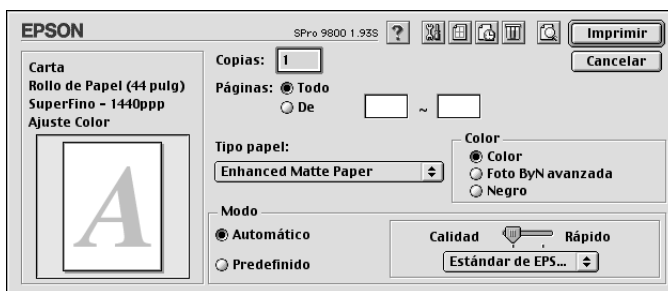 EPSON
SPro 9800 1.93S ?
Imprimir
Cancelar
Carta
Rollo de Papel (44 pulg)
SuperFino - 1440ppp
Ajuste Color
A
Copias: 1
Páginas: Todo
De ~
Tipo papel:
Enhanced Matte Paper
Color
Color
Foto ByN avanzada
Negro
Modo
Automático
Predefinido
Calidad Rápido
Estándar de EPS...